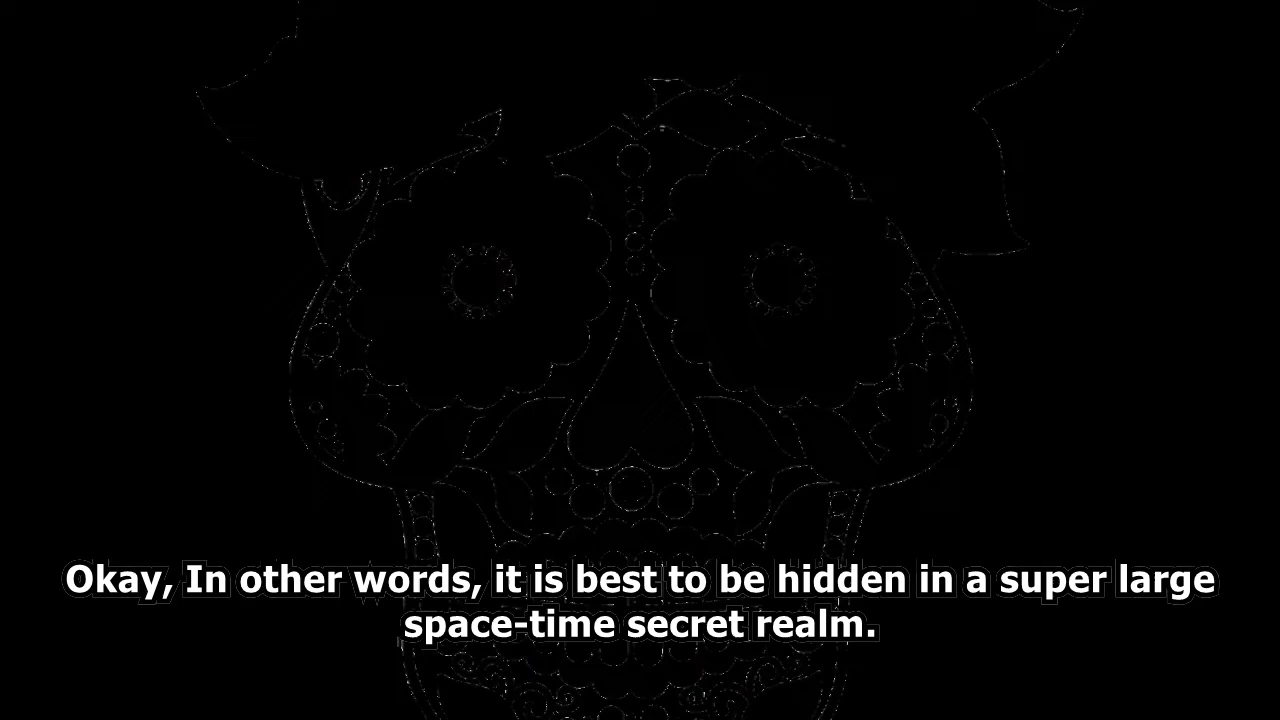 Okay, In other words, it is best to be hidden in a super large
space-time secret realm.